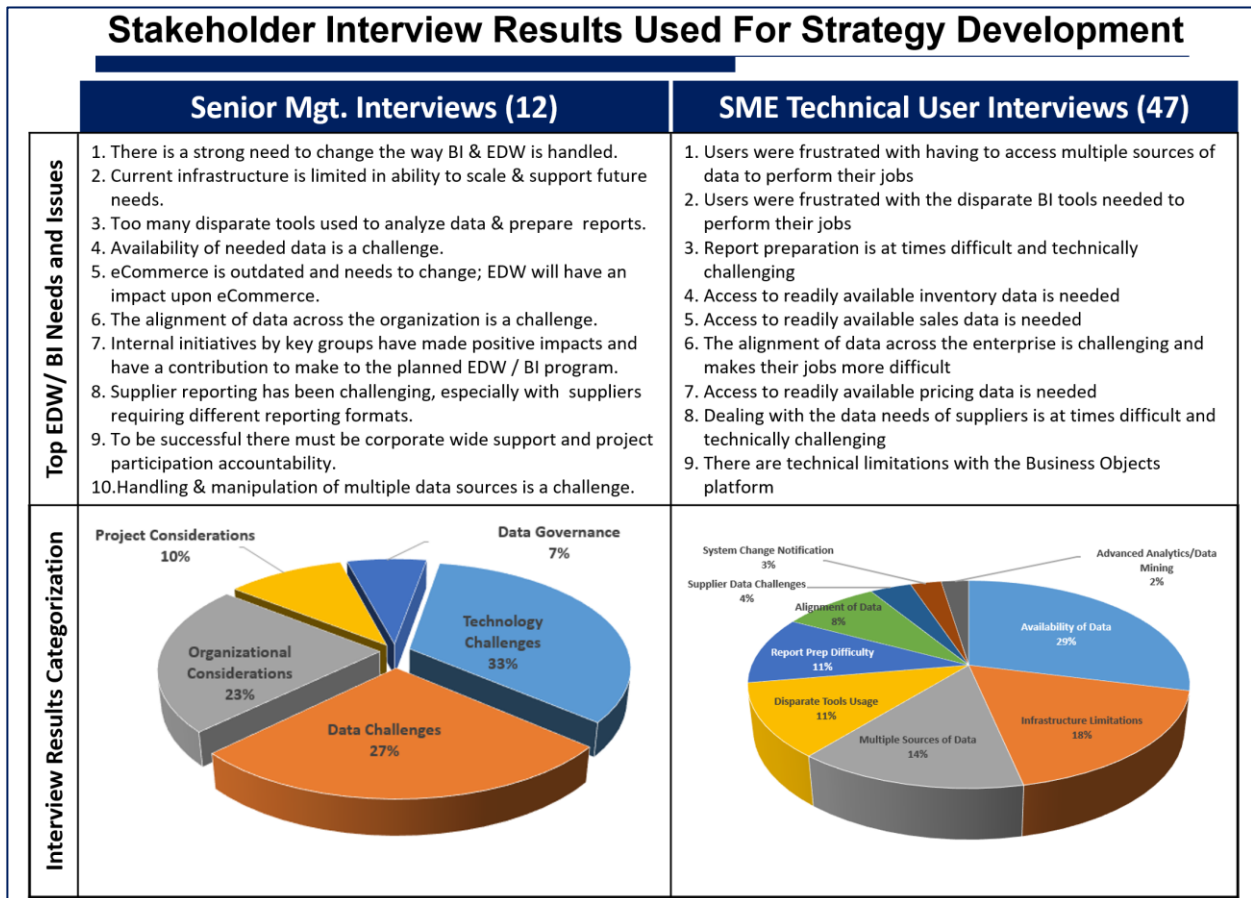 Stakeholder Interview Results Used For Strategy Development
Senior Mgt. Interviews (12)
SME Technical User Interviews (47)
Top EDW/ BI Needs and Issues
1. There is a strong need to change the way BI & EDW is handled.
2. Current infrastructure is limited in ability to scale & support future
needs.
3. Too many disparate tools used to analyze data & prepare reports.
4. Availability of needed data is a challenge.
5. eCommerce is outdated and needs to change; EDW will have an
impact upon eCommerce.
6. The alignment of data across the organization is a challenge.
7. Internal initiatives by key groups have made positive impacts and
have a contribution to make to the planned EDW / BI program.
8. Supplier reporting has been challenging, especially with suppliers
requiring different reporting formats.
9. To be successful there must be corporate wide support and project
participation accountability.
10.Handling & manipulation of multiple data sources is a challenge.
1. Users were frustrated with having to access multiple sources of
data to perform their jobs
2. Users were frustrated with the disparate BI tools needed to
perform their jobs
3. Report preparation is at times difficult and technically
challenging
4. Access to readily available inventory data is needed
5. Access to readily available sales data is needed
6. The alignment of data across the enterprise is challenging and
makes their jobs more difficult
7. Access to readily available pricing data is needed
8. Dealing with the data needs of suppliers is at times difficult and
technically challenging
9. There are technical limitations with the Business Objects
platform
Interview Results Categorization
Project Considerations
10%
Data Governance
7%
Technology
Challenges
33%
Organizational
Considerations
23%
Data Challenges
27%
System Change Notification
3%
Advanced Analytics/Data
Mining
2%
Supplier Data Challenges
4%
Alignment of Data
8%
Availability of Data
29%
Report Prep Difficulty
11%
Disparate Tools Usage
11%
Infrastructure Limitations
18%
Multiple Sources of Data
14%